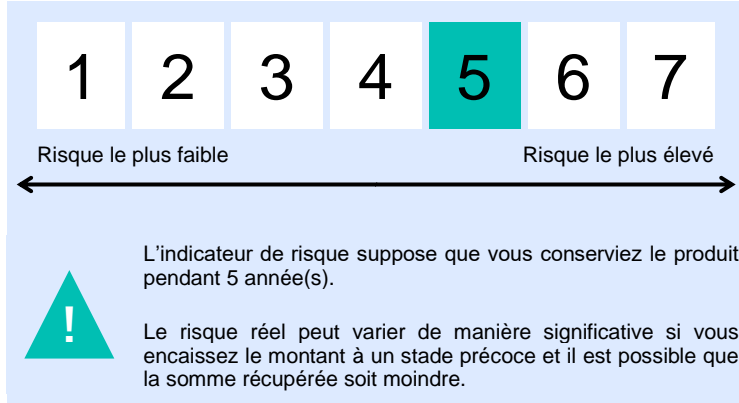 1 2 3 4 5 6 7
Risque le plus faible Risque le plus élevé
L'indicateur de risque suppose que vous conserviez le produit
pendant 5 année(s).
!
Le risque réel peut varier de manière significative si vous
encaissez le montant à un stade précoce et il est possible que
la somme récupérée soit moindre.